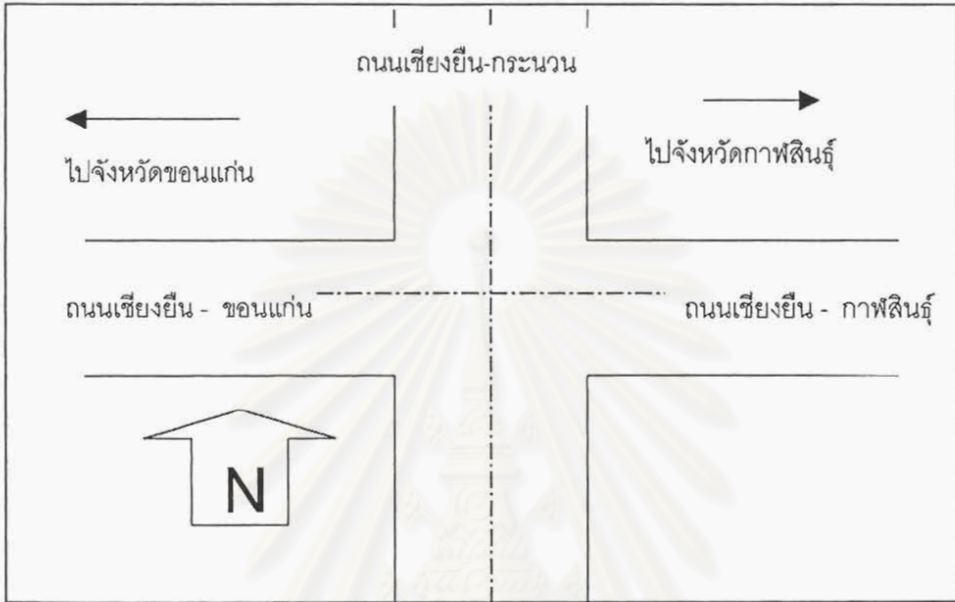 ถนนเชียงยืน-กระนวน
ไปจังหวัดขอนแก่น
ไปจังหวัดกาฬสินธุ์
ถนนเชียงยืน - ขอนแก่น
ถนนเชียงยืน - กาฬสินธุ์
N